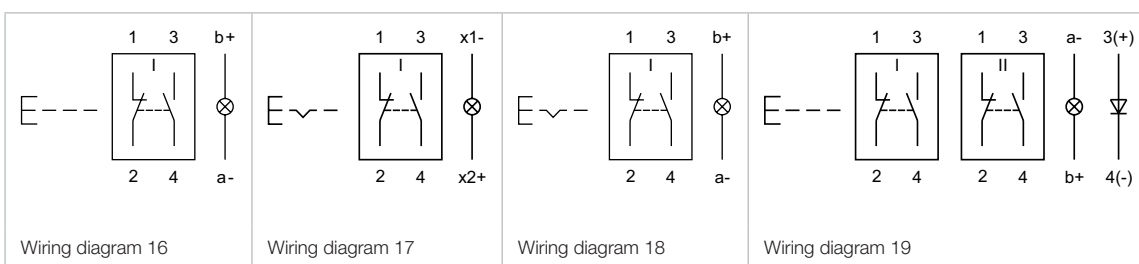 1 3 b+
I
2 4 a-
Wiring diagram 16
1 3 x1-
I
2 4 x2+
Wiring diagram 17
1 3 b+
I
2 4 a-
Wiring diagram 18
1 3 1 3 a- 3(+)
I II
2 4 2 4 b+ 4(-)
Wiring diagram 19